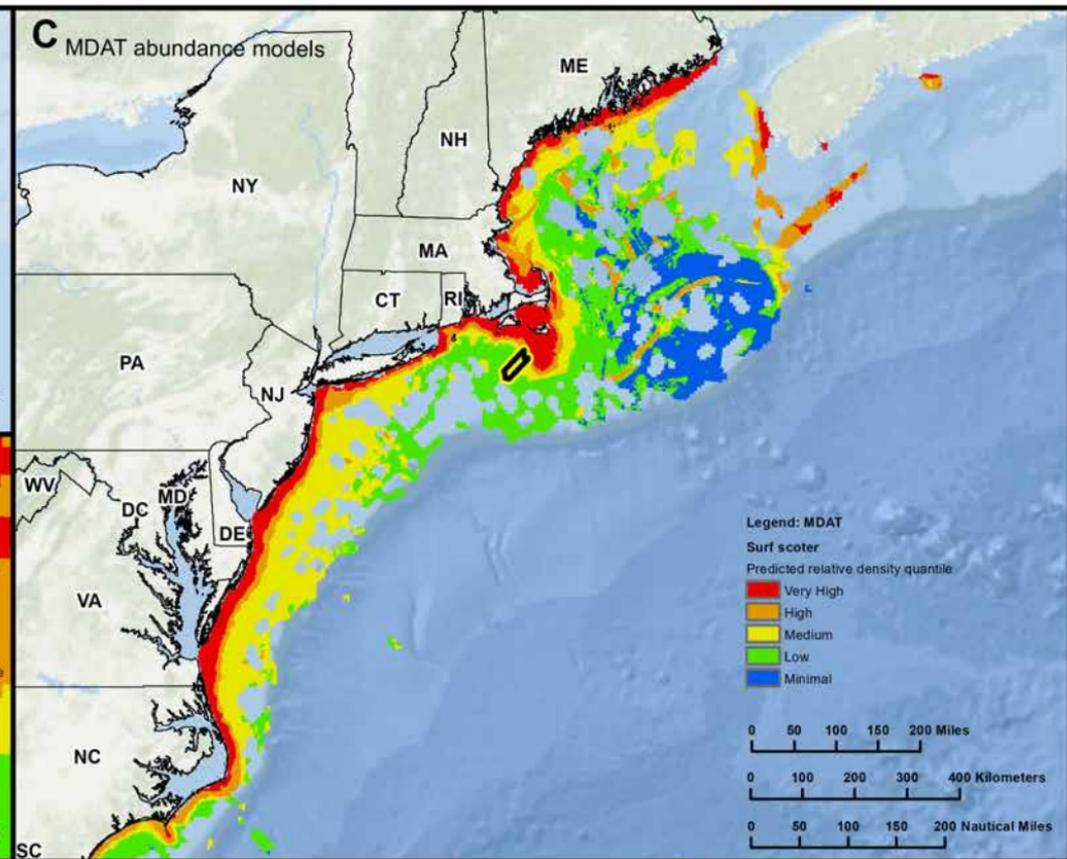 C MDAT abundance models
ME
NH
NY
MA
CT
RI
PA
NJ
WV
MD
DC
DE
VA
NC
SC
Legend: MDAT
Surf scoter
Predicted relative density quantile
Very High
High
Medium
Low
Minimal
0 50 100 150 200 Miles
0 100 200 300 400 Kilometers
0 50 100 150 200 Nautical Miles